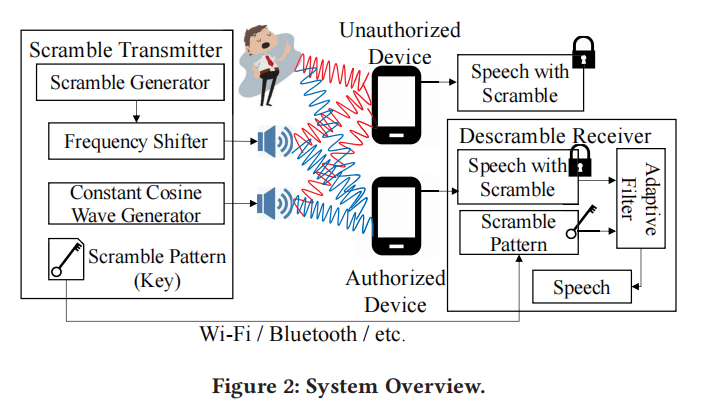 Scramble Transmitter
Scramble Generator
Frequency Shifter
Constant Cosine
Wave Generator
Scramble Pattern
(Key)
Unauthorized
Device
Speech with
Scramble
Descramble Receiver
Speech with
Scramble
Scramble
Pattern
Adaptive
Filter
Speech
Authorized
Device
Wi-Fi / Bluetooth / etc.
Figure 2: System Overview.